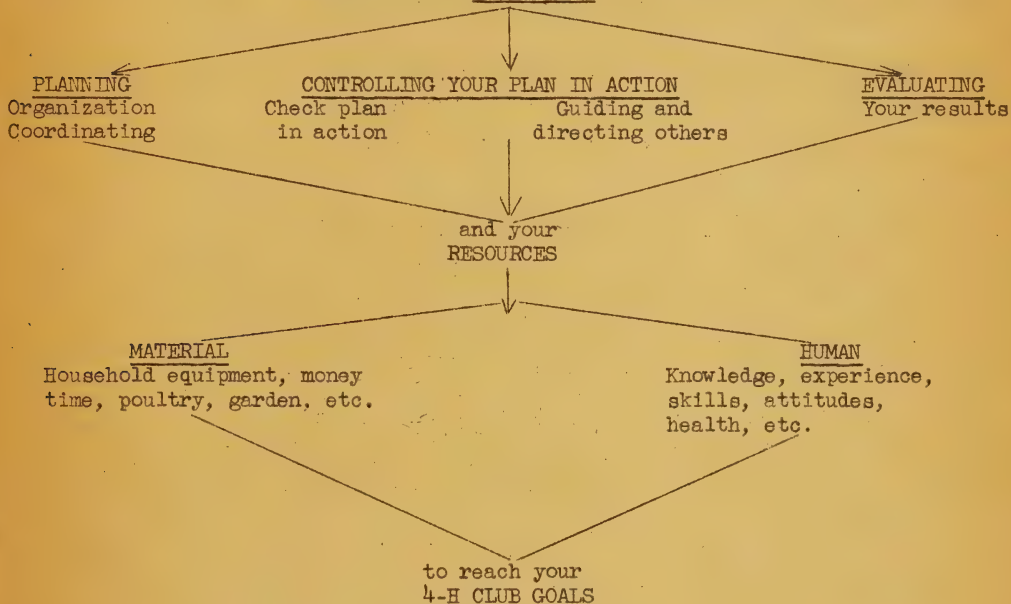 PLANNING
Organization
Coordinating
CONTROLLING YOUR PLAN IN ACTION
Check plan
in action
Guiding and
directing others
EVALUATING
Your results
and your
RESOURCES
MATERIAL
Household equipment, money
time, poultry, garden, etc.
HUMAN
Knowledge, experience,
skills, attitudes,
health, etc.
to reach your
4-H CLUB GOALS